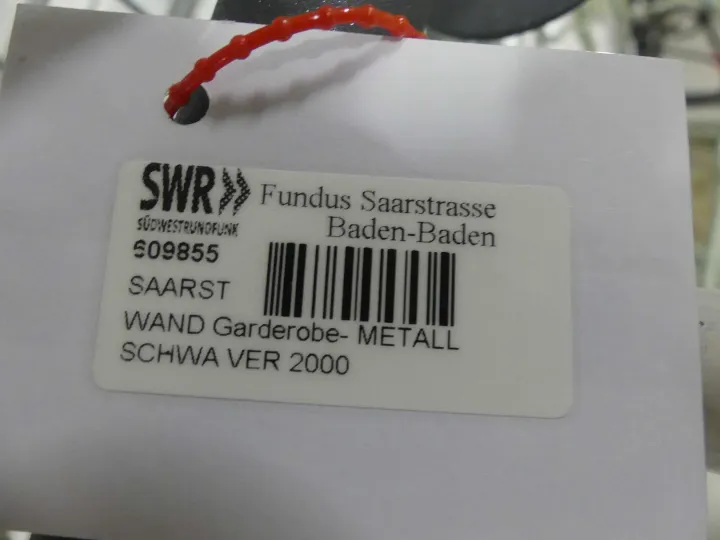 SWR»
SÜDWESTRUNDFUNK
Fundus Saarstrasse
Baden-Baden
609855
SAARST
WAND Garderobe- METALL
SCHWA VER 2000